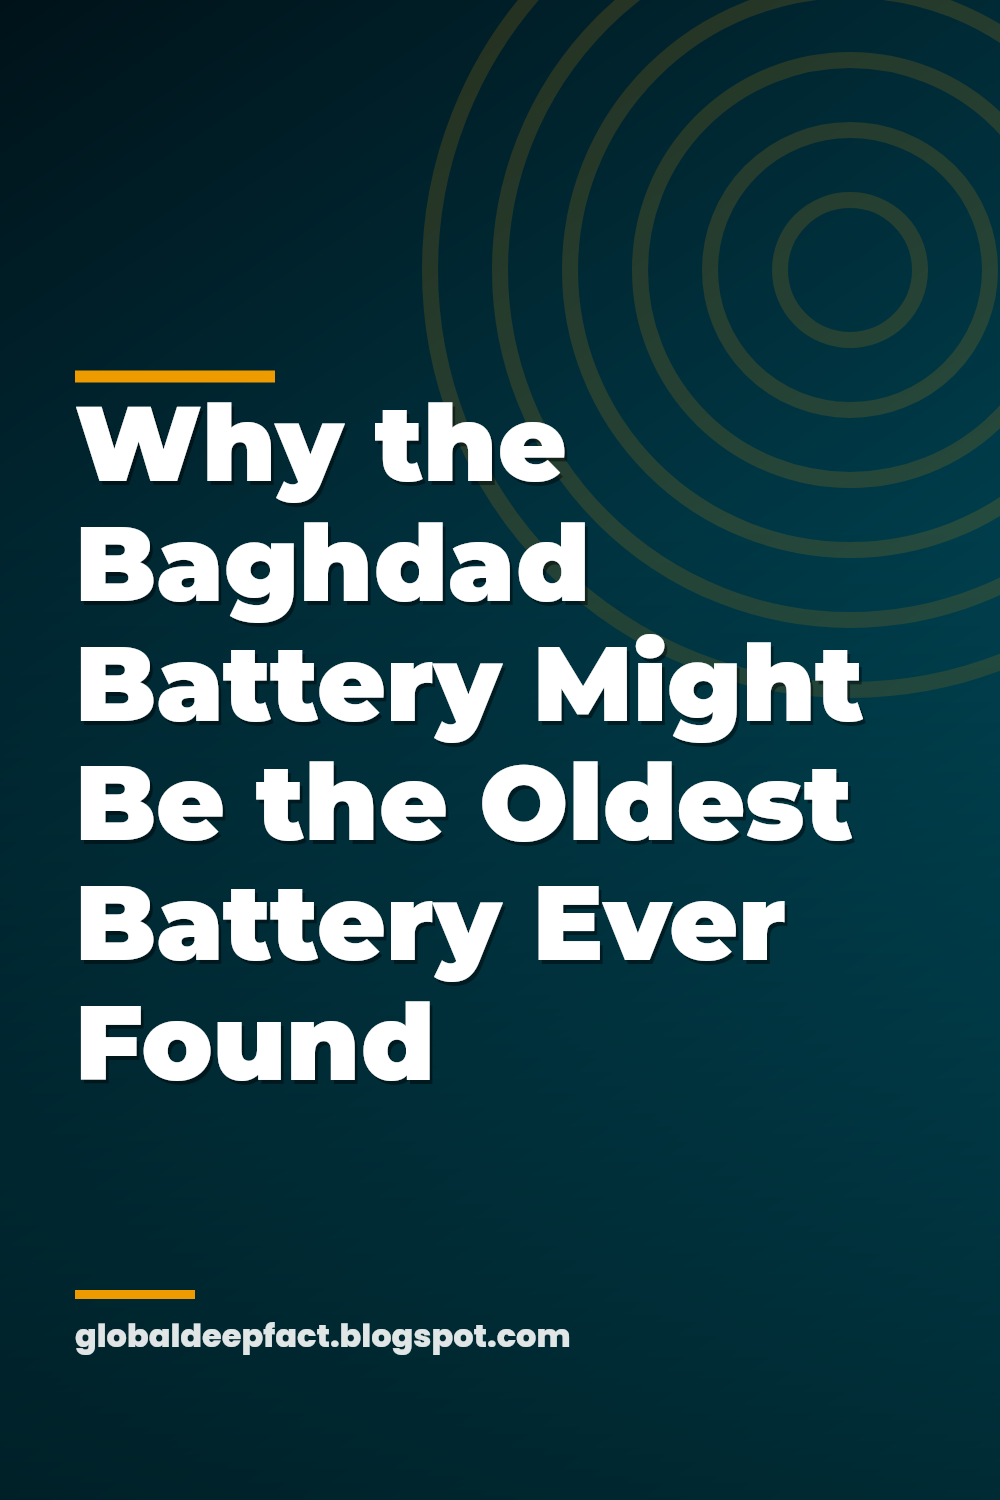 Why the
Baghdad
Battery Might
Be the Oldest
Battery Ever
Found
globaldeepfact.blogspot.com